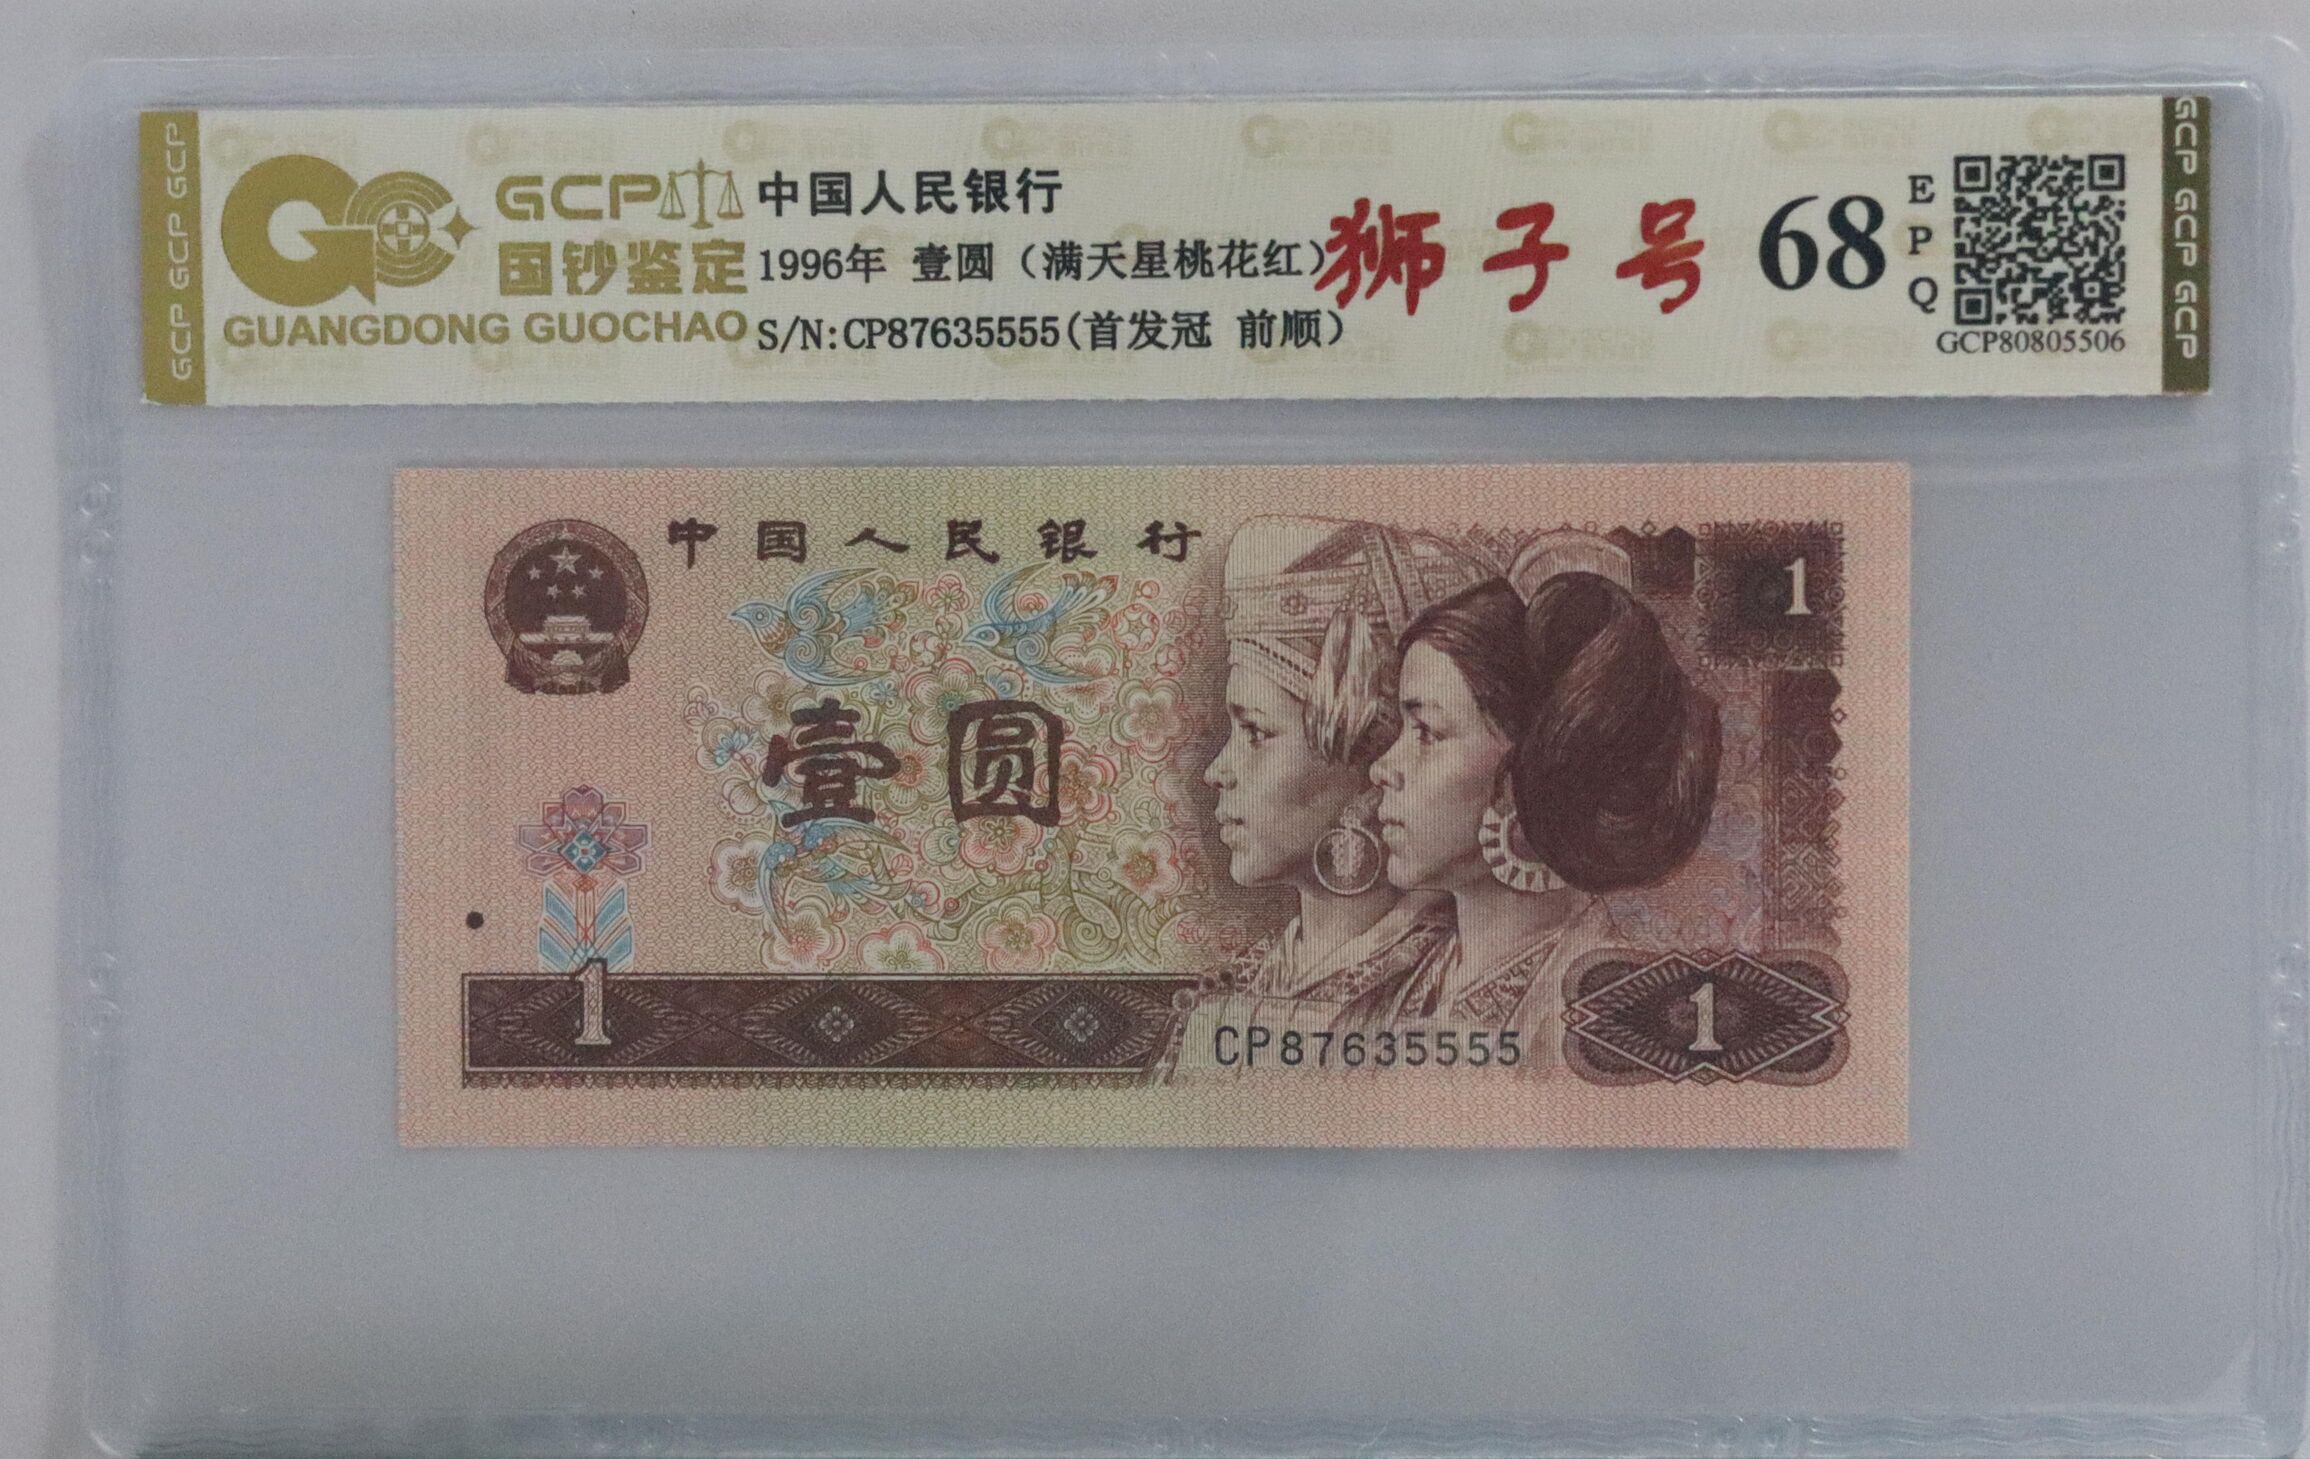 GCP GCP GCP
GCP
国钞鉴定
GUANGDONG GUOCHAO
中国人民银行
1996年 壹圆（满天星桃花红）
S/N:CP87635555(首发冠 前顺）
狮子号
68
EPQ
GCP80805506
GCP GCP GCP
中国人民银行
1
壹圆
1
CP87635555
1